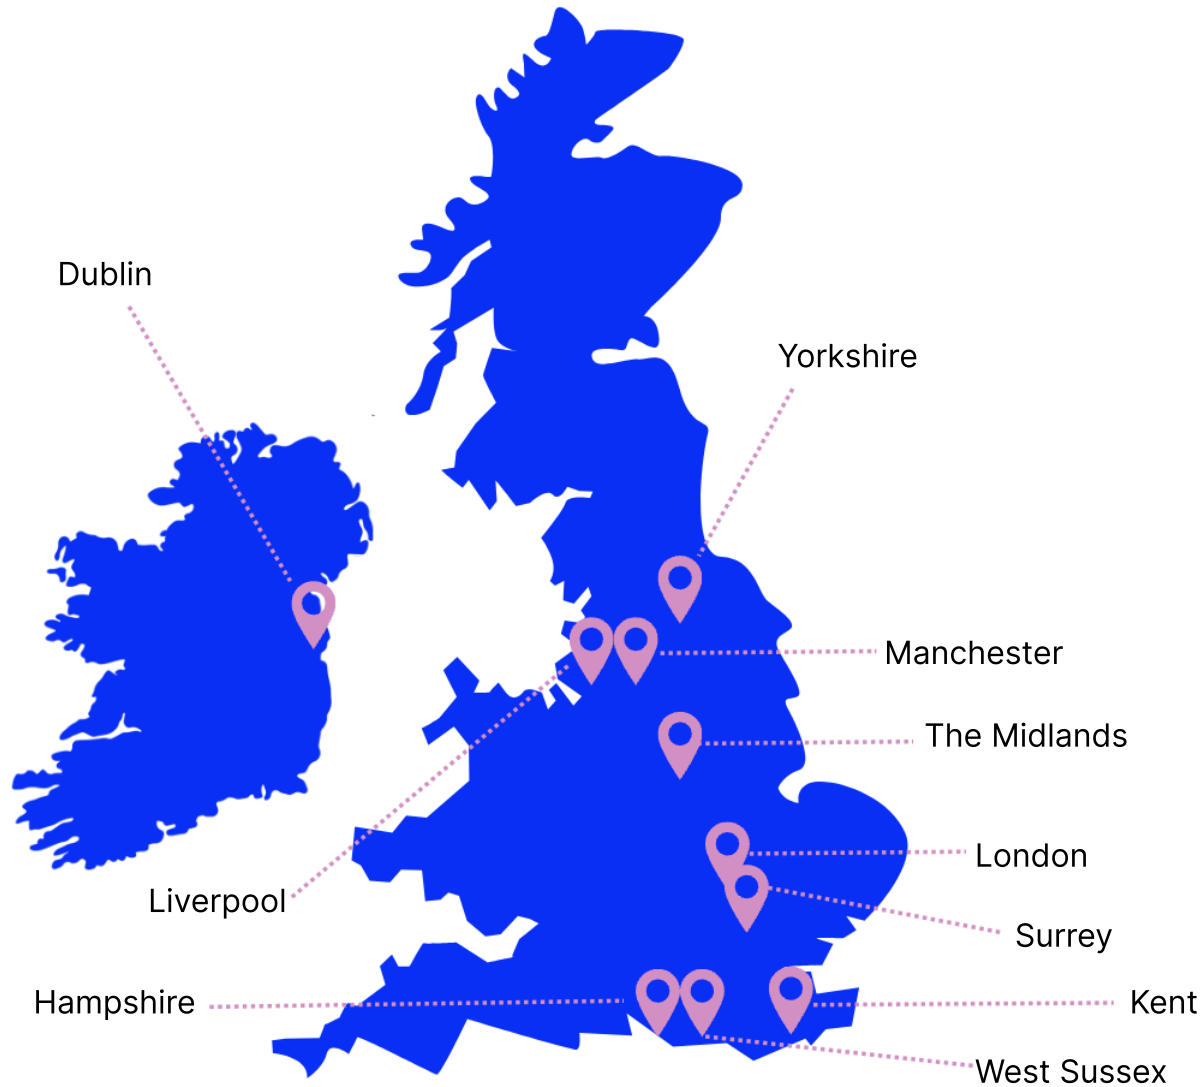 Dublin
Yorkshire
Manchester
The Midlands
London
Liverpool
Surrey
Hampshire
Kent
West Sussex